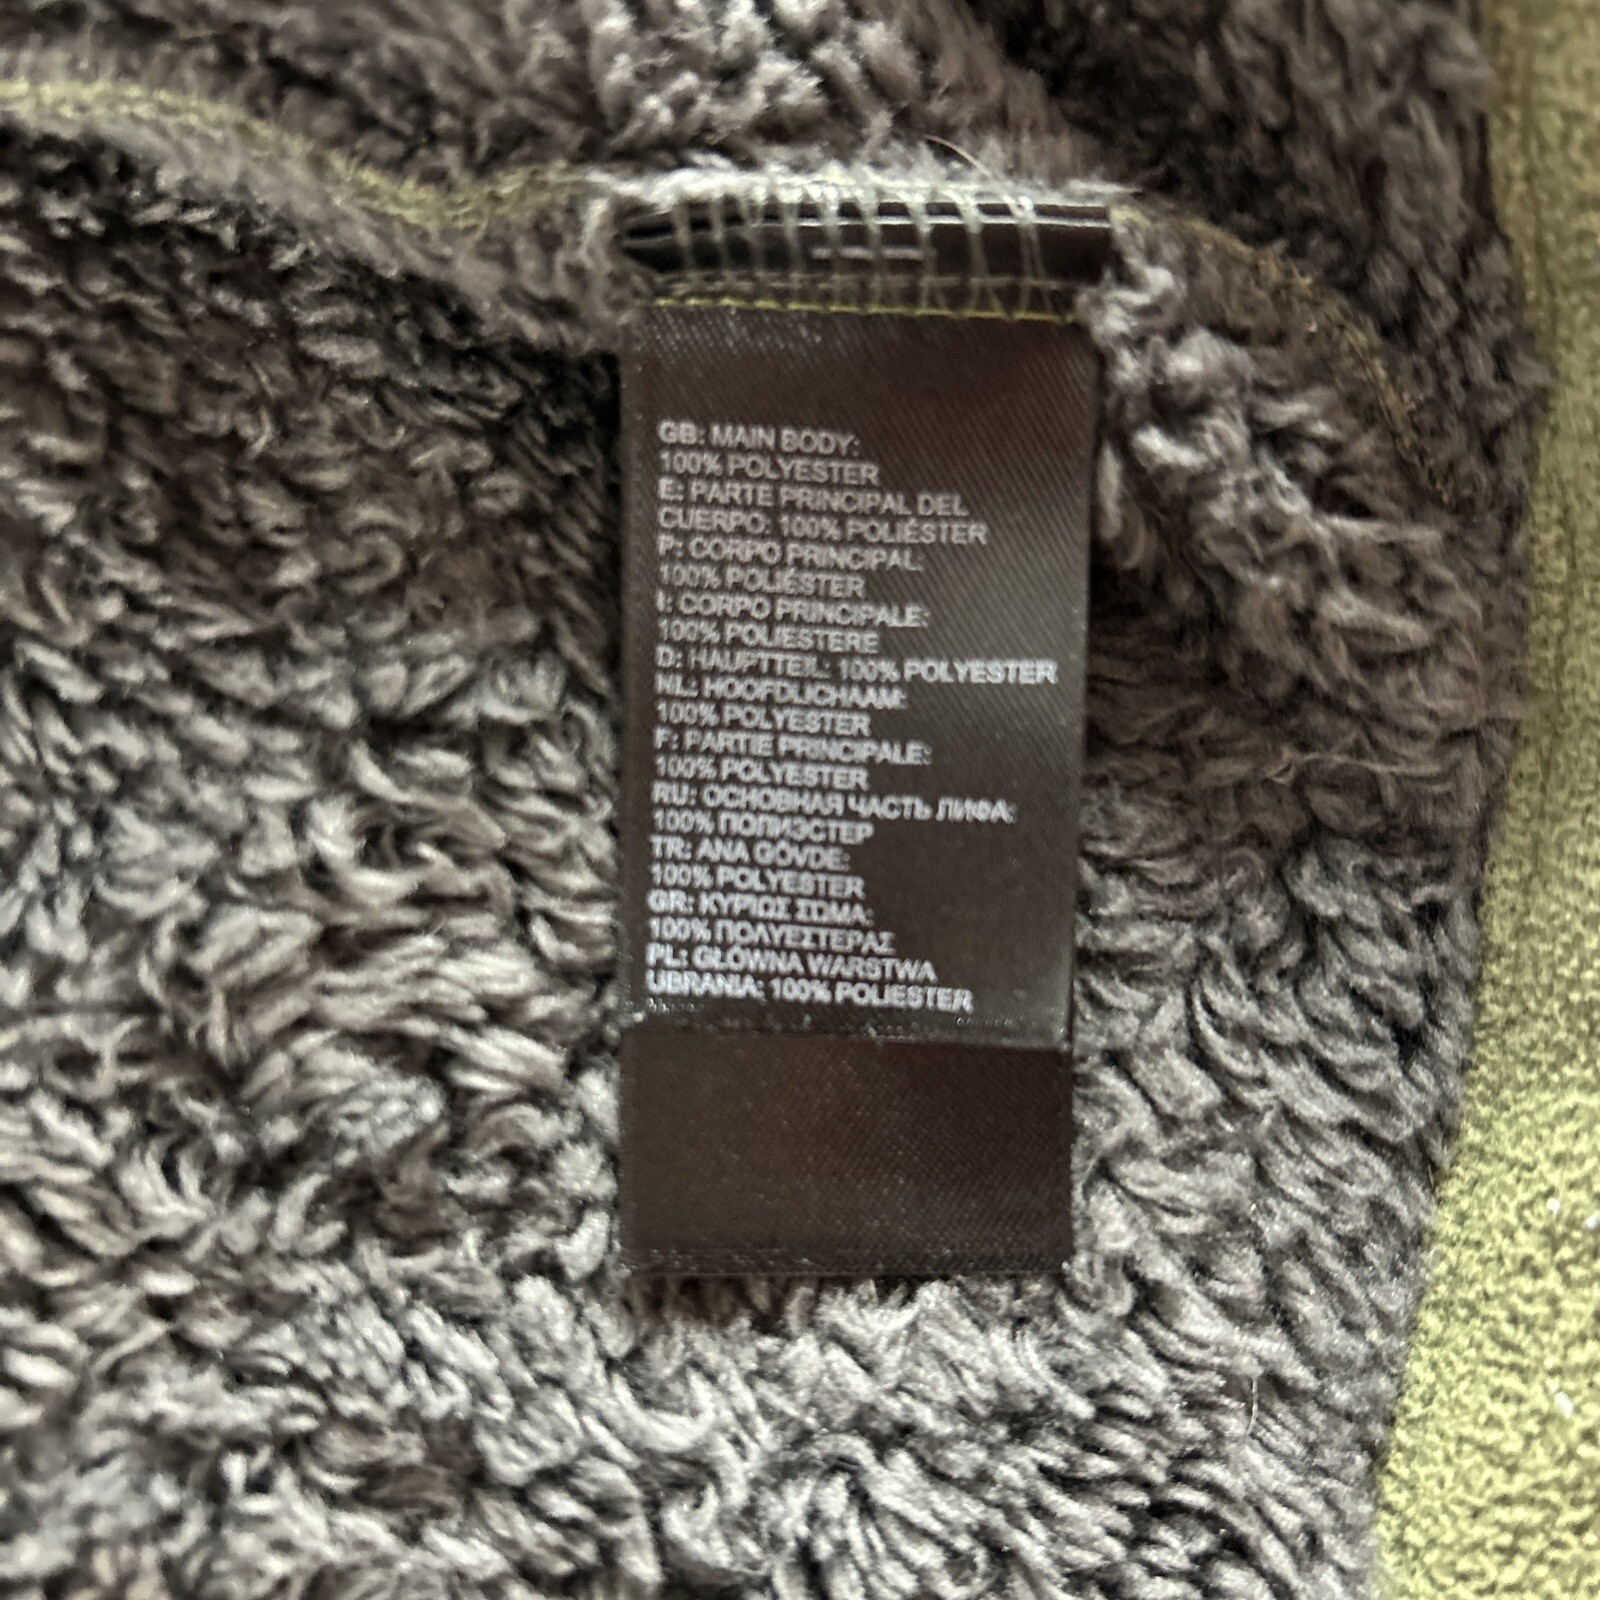 GB: MAIN BODY:
100% POLYESTER
E: PARTE PRINCIPAL DEL
CUERPO: 100% POLIÉSTER
P: CORPO PRINCIPAL:
100% POLIÉSTER
I: CORPO PRINCIPALE:
100% POLIESTERE
D: HAUPTTEIL: 100% POLYESTER
NL: HOOFDLICHAAM:
100% POLYESTER
F: PARTIE PRINCIPALE:
100% POLYESTER
RU: ОСНОВНАЯ ЧАСТЬ ЛИФА:
100% ПОЛИЭСТЕР
TR: ANA GÖVDE:
100% POLYESTER
GR: ΚΥΡΙΩΣ ΣΩΜΑ:
100% ΠΟΛΥΕΣΤΕΡΑΣ
PL: GŁÓWNA WARSTWA
UBRANIA: 100% POLIESTER